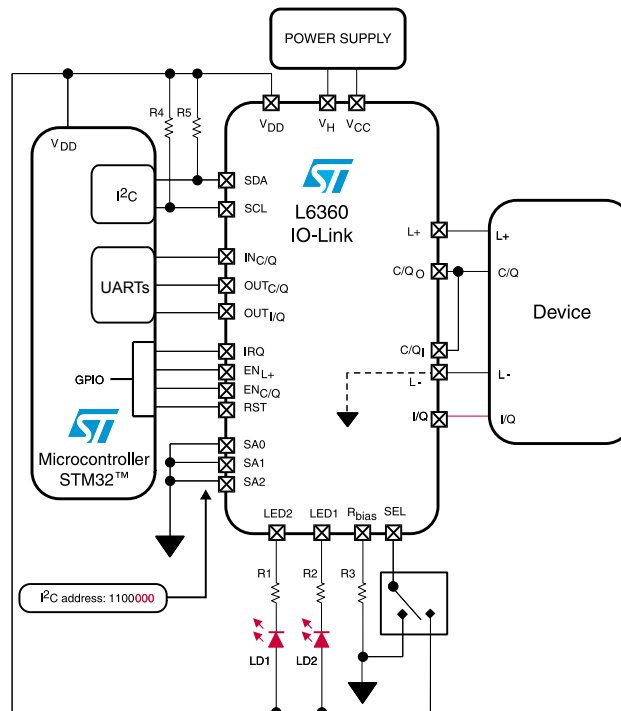 POWER SUPPLY
R4
R5
VDD
VH
VCC
VDD
I2C
SDA
SCL
ST
L6360
IO-Link
L+
L+
C/QO
C/Q
UARTs
INC/Q
OUTC/Q
OUTI/Q
Device
C/QI
GPIO
IRQ
ENL+
ENC/Q
RST
L-
L-
I/Q
I/Q
ST
Microcontroller
STM32™
SA0
SA1
SA2
LED2
LED1
Rbias
SEL
I2C address: 1100000
R1
R2
R3
LD1
LD2